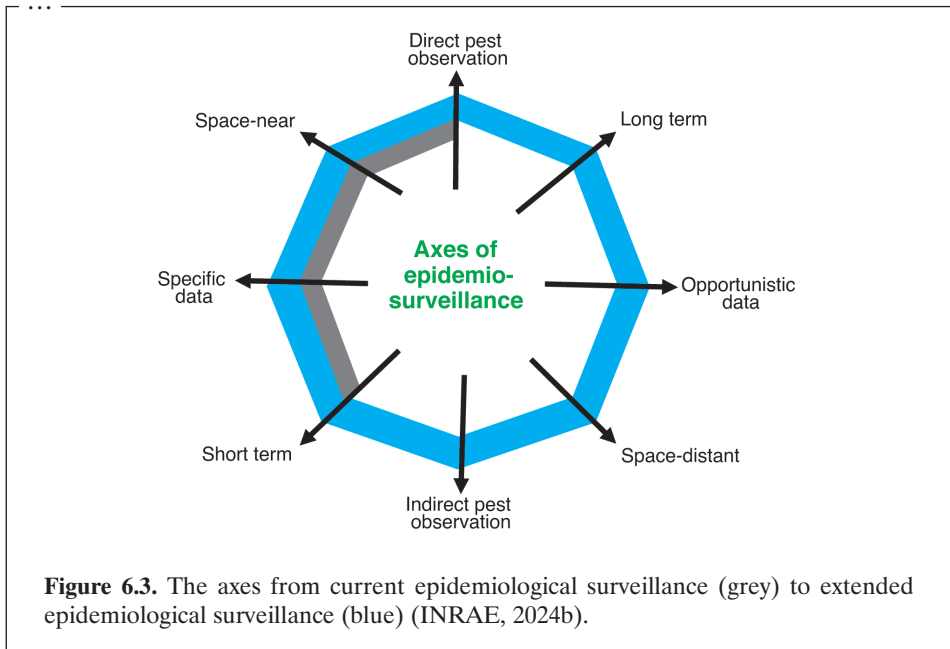 ...
Direct pest
observation
Space-near
Long term
Axes of
epidemio-
surveillance
Specific
data
Opportunistic
data
Short term
Space-distant
Indirect pest
observation
Figure 6.3. The axes from current epidemiological surveillance (grey) to extended
epidemiological surveillance (blue) (INRAE, 2024b).